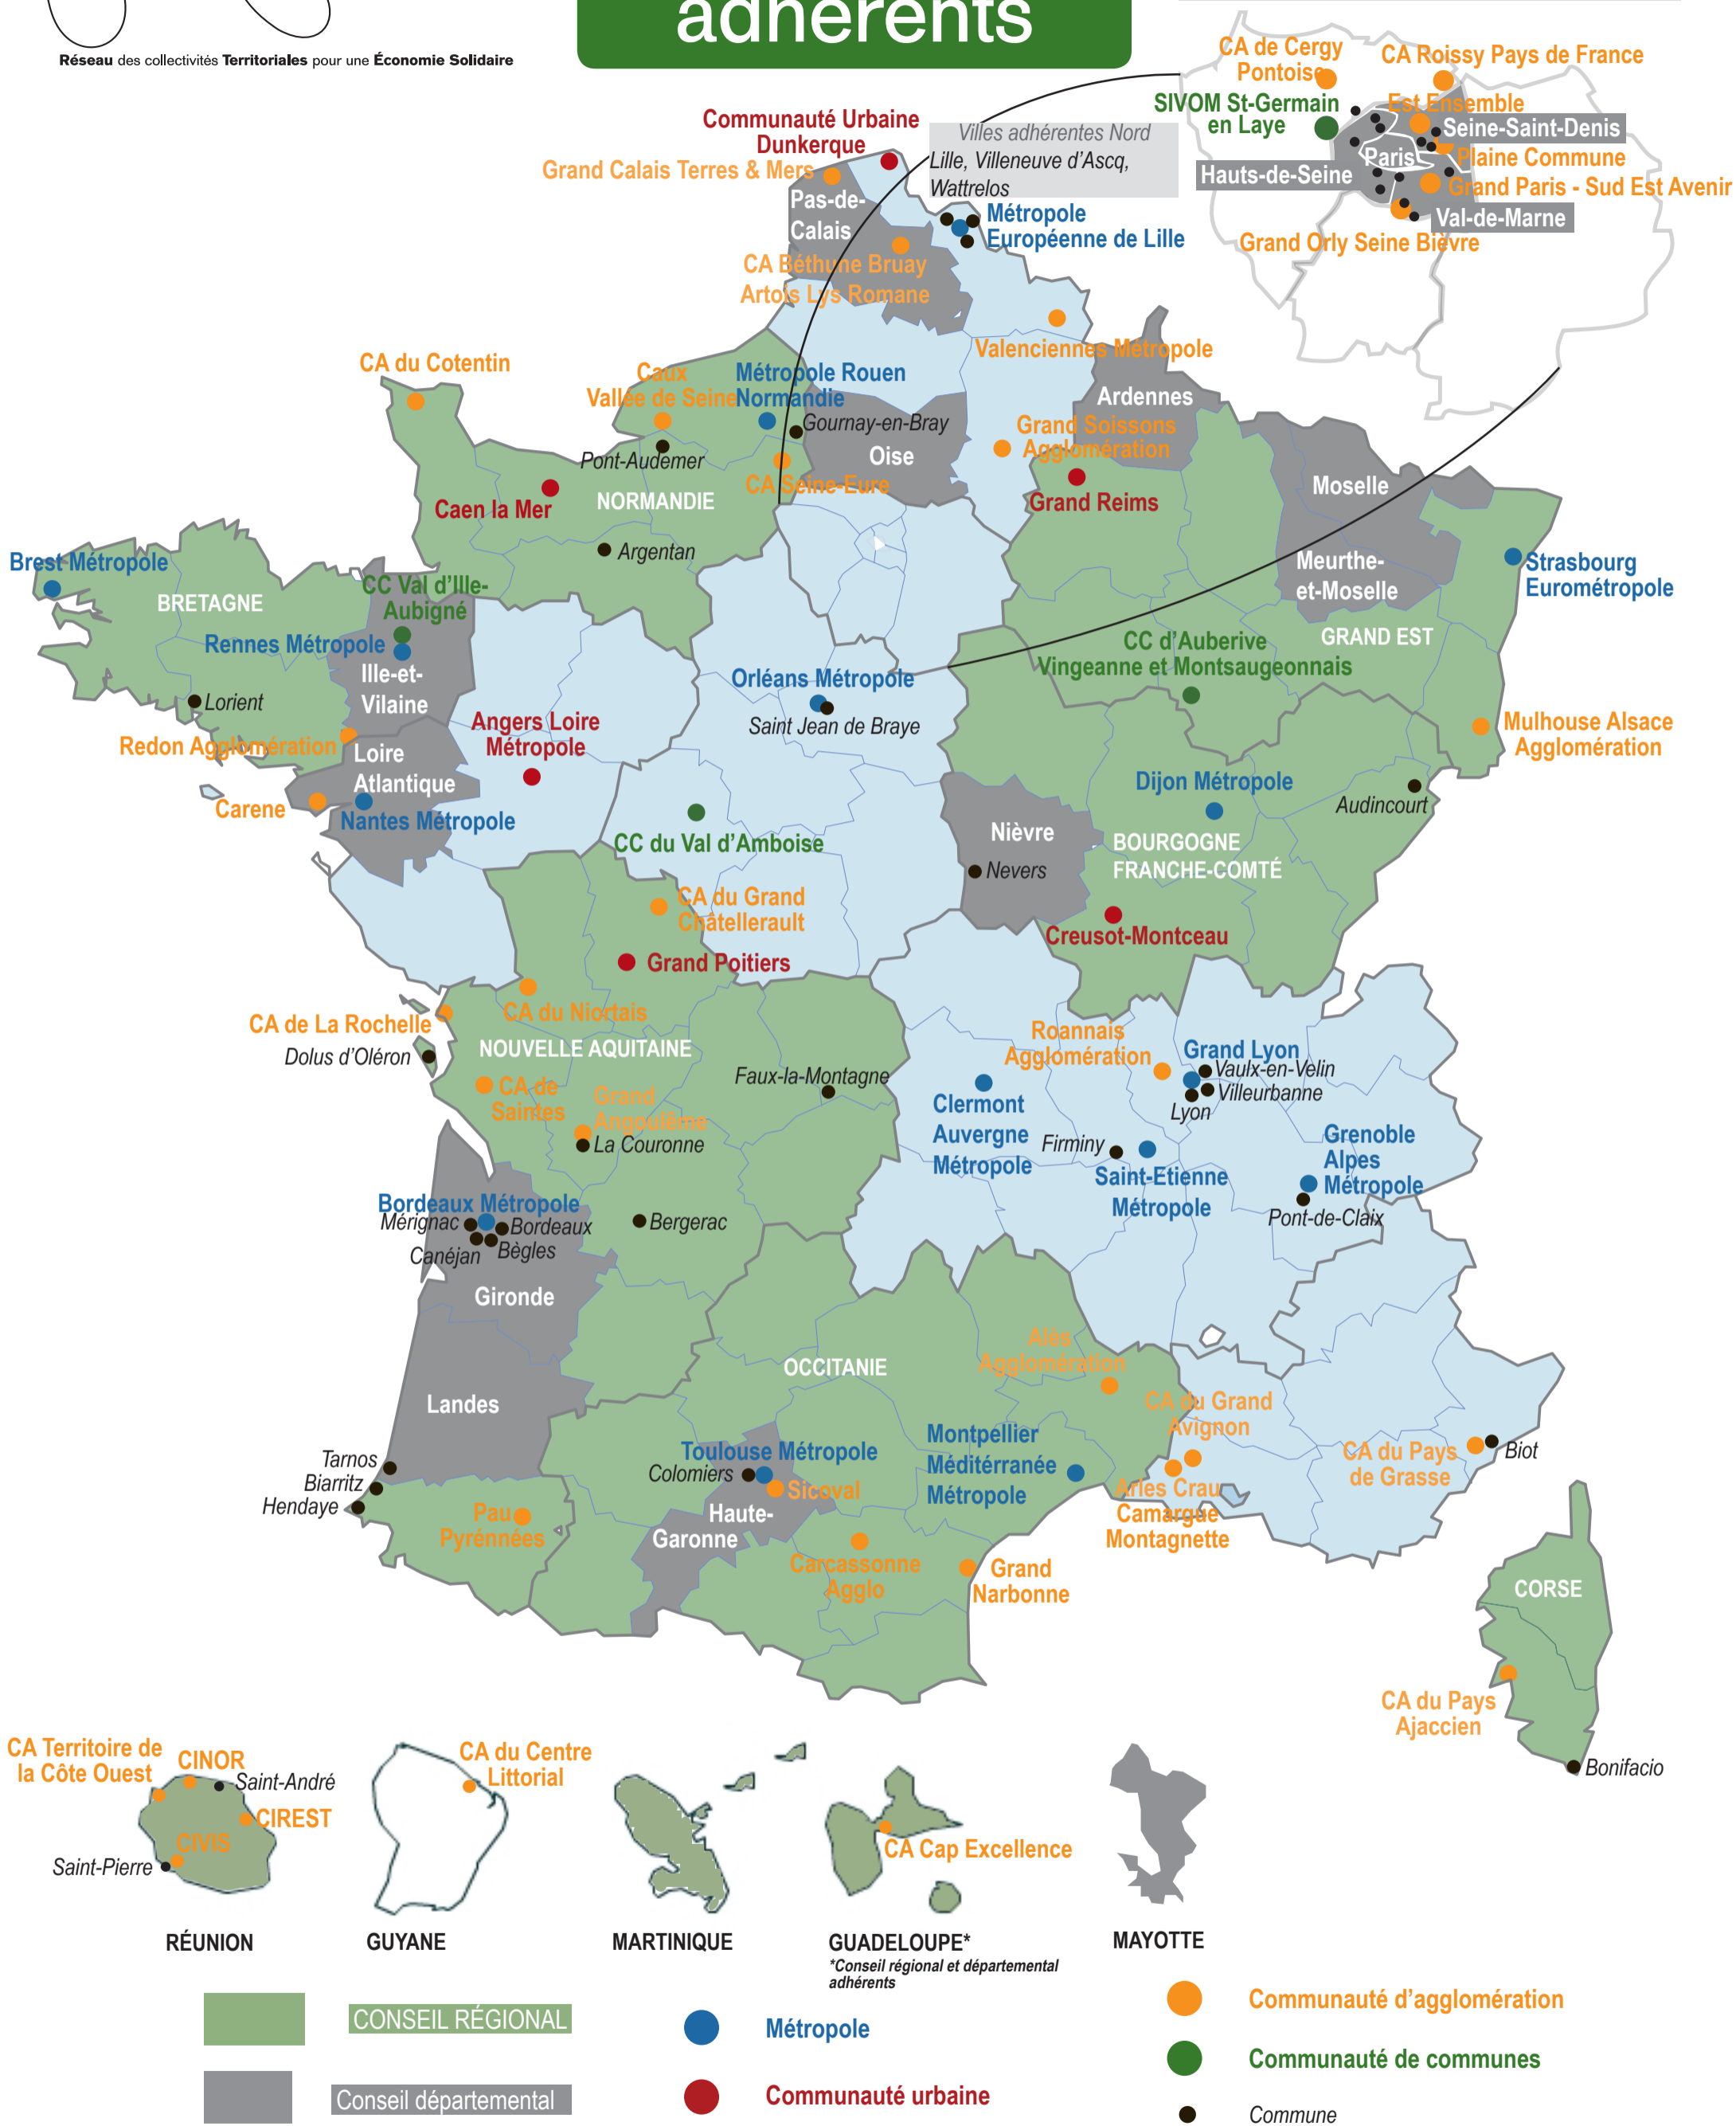 adhérents
Réseau des collectivités Territoriales pour une Économie Solidaire
CA de Cergy
Pontoise
CA Roissy Pays de France
SIVOM St-Germain
en Laye
Est Ensemble
Seine-Saint-Denis
Paris
Plaine Commune
Hauts-de-Seine
Grand Paris - Sud Est Avenir
Val-de-Marne
Grand Orly Seine Bièvre
Communauté Urbaine
Dunkerque
Villes adhérentes Nord
Lille, Villeneuve d'Ascq,
Wattrelos
Grand Calais Terres & Mers
Pas-de-
Calais
Métropole
Européenne de Lille
CA Béthune Bruay
Artois Lys Romane
Valenciennes Métropole
CA du Cotentin
Caux
Vallée de Seine
Métropole Rouen
Normandie
Gournay-en-Bray
Pont-Audemer
CA Seine-Eure
Oise
Ardennes
Grand Soissons
Agglomération
Grand Reims
Caen la Mer
NORMANDIE
Argentan
Moselle
Meurthe-
et-Moselle
Strasbourg
Eurométropole
GRAND EST
Brest Métropole
BRETAGNE
CC Val d'Ille-
Aubigné
Rennes Métropole
Ille-et-
Vilaine
Lorient
Redon Agglomération
Loire
Atlantique
Carene
Nantes Métropole
Angers Loire
Métropole
Orléans Métropole
Saint Jean de Braye
CC d'Auberive
Vingeanne et Montsaugeonnais
Mulhouse Alsace
Agglomération
Dijon Métropole
Audincourt
CC du Val d'Amboise
Nièvre
Nevers
BOURGOGNE
FRANCHE-COMTÉ
Creusot-Montceau
CA du Grand
Châtellerault
Grand Poitiers
CA du Niortais
CA de La Rochelle
Dolus d'Oléron
NOUVELLE AQUITAINE
CA de
Saintes
Grand
Angoulême
La Couronne
Faux-la-Montagne
Roannais
Agglomération
Grand Lyon
Vaulx-en-Velin
Villeurbanne
Lyon
Clermont
Auvergne
Métropole
Firminy
Saint-Etienne
Métropole
Grenoble
Alpes
Métropole
Pont-de-Claix
Bordeaux Métropole
Mérignac
Bordeaux
Canéjan
Bègles
Bergerac
Gironde
Landes
OCCITANIE
Alès
Agglomération
CA du Grand
Avignon
Tarnos
Biarritz
Hendaye
Pau
Pyrénnées
Toulouse Métropole
Colomiers
Sicoval
Haute-
Garonne
Montpellier
Méditérranée
Métropole
Arles Crau
Camargue
Montagnette
CA du Pays
de Grasse
Biot
Carcassonne
Agglo
Grand
Narbonne
CORSE
CA du Pays
Ajaccien
Bonifacio
CA Territoire de
la Côte Ouest
CINOR
Saint-André
CIREST
CIVIS
Saint-Pierre
RÉUNION
CA du Centre
Littorial
GUYANE
MARTINIQUE
CA Cap Excellence
GUADELOUPE*
*Conseil régional et départemental
adhérents
MAYOTTE
CONSEIL RÉGIONAL
Conseil départemental
Métropole
Communauté urbaine
Communauté d'agglomération
Communauté de communes
Commune